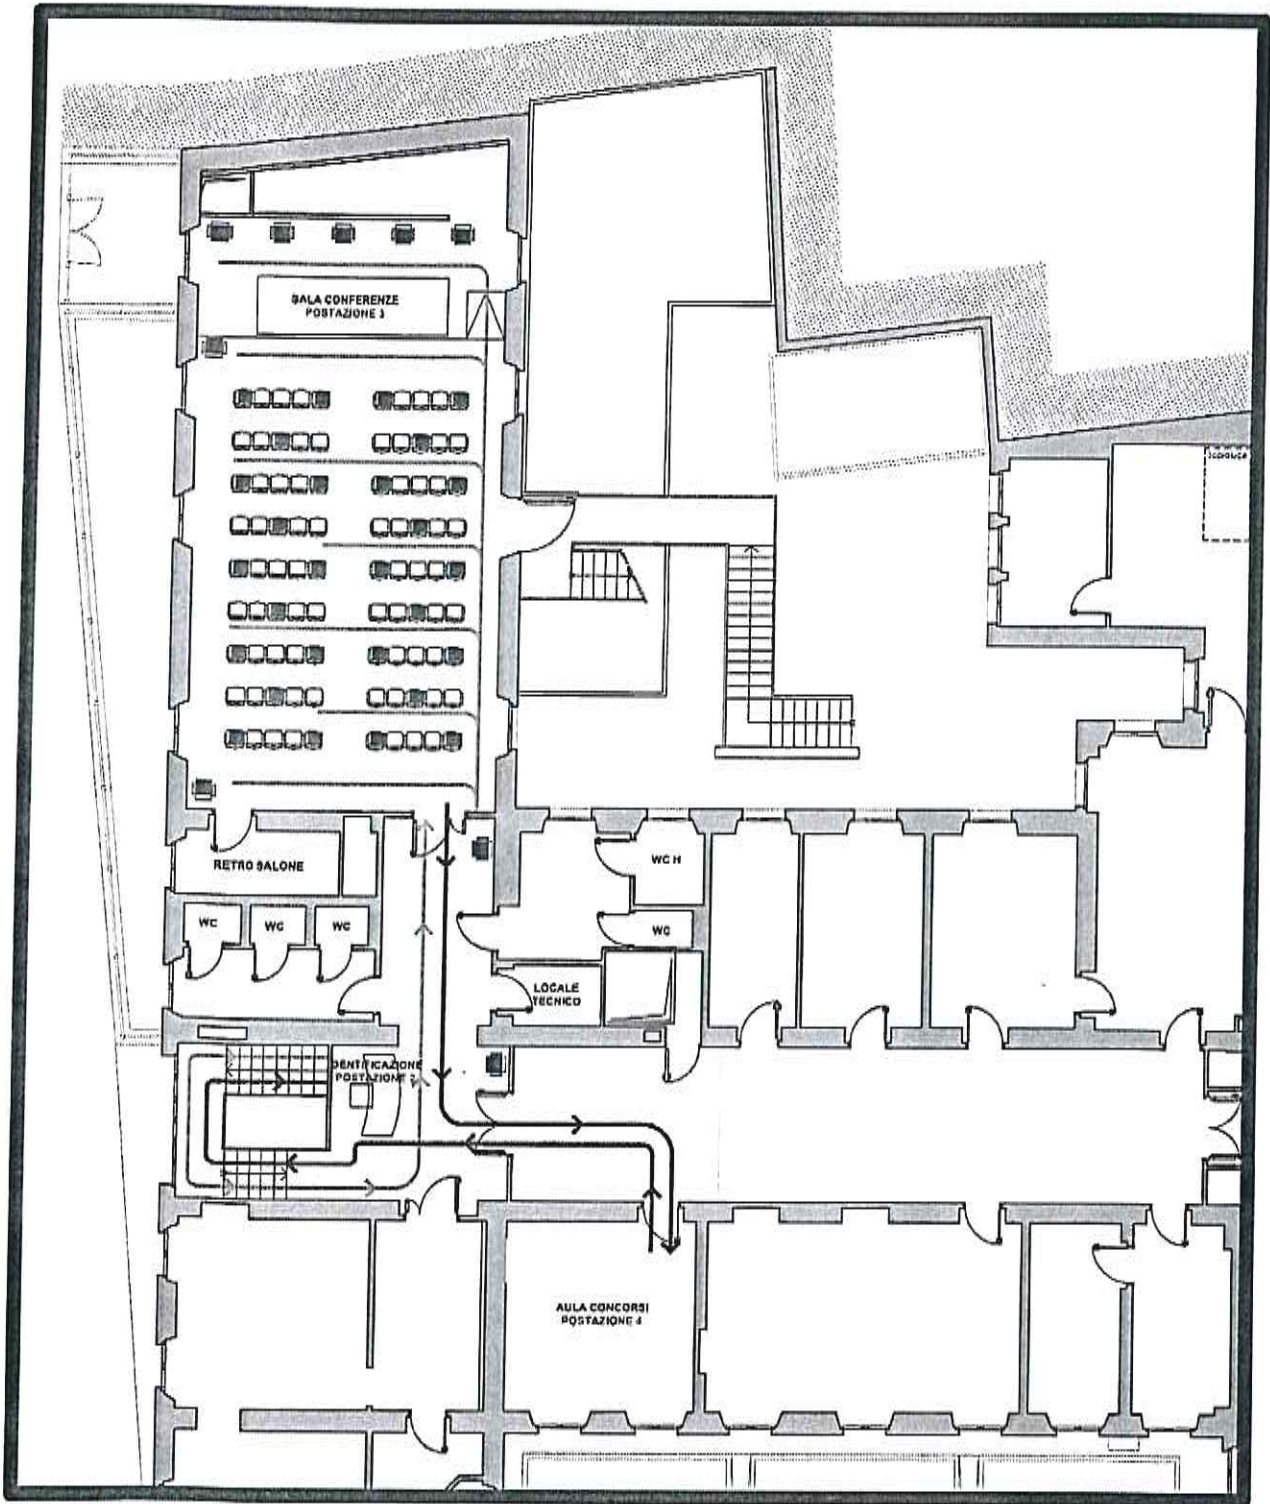 SALA CONFERENZE
POSTAZIONE 3
RETRO SALONE
WC H
WC
WC
WC
WC
LOCALE
TECNICO
IDENTIFICAZIONE
POSTAZIONE 2
AULA CONCORSI
POSTAZIONE 4